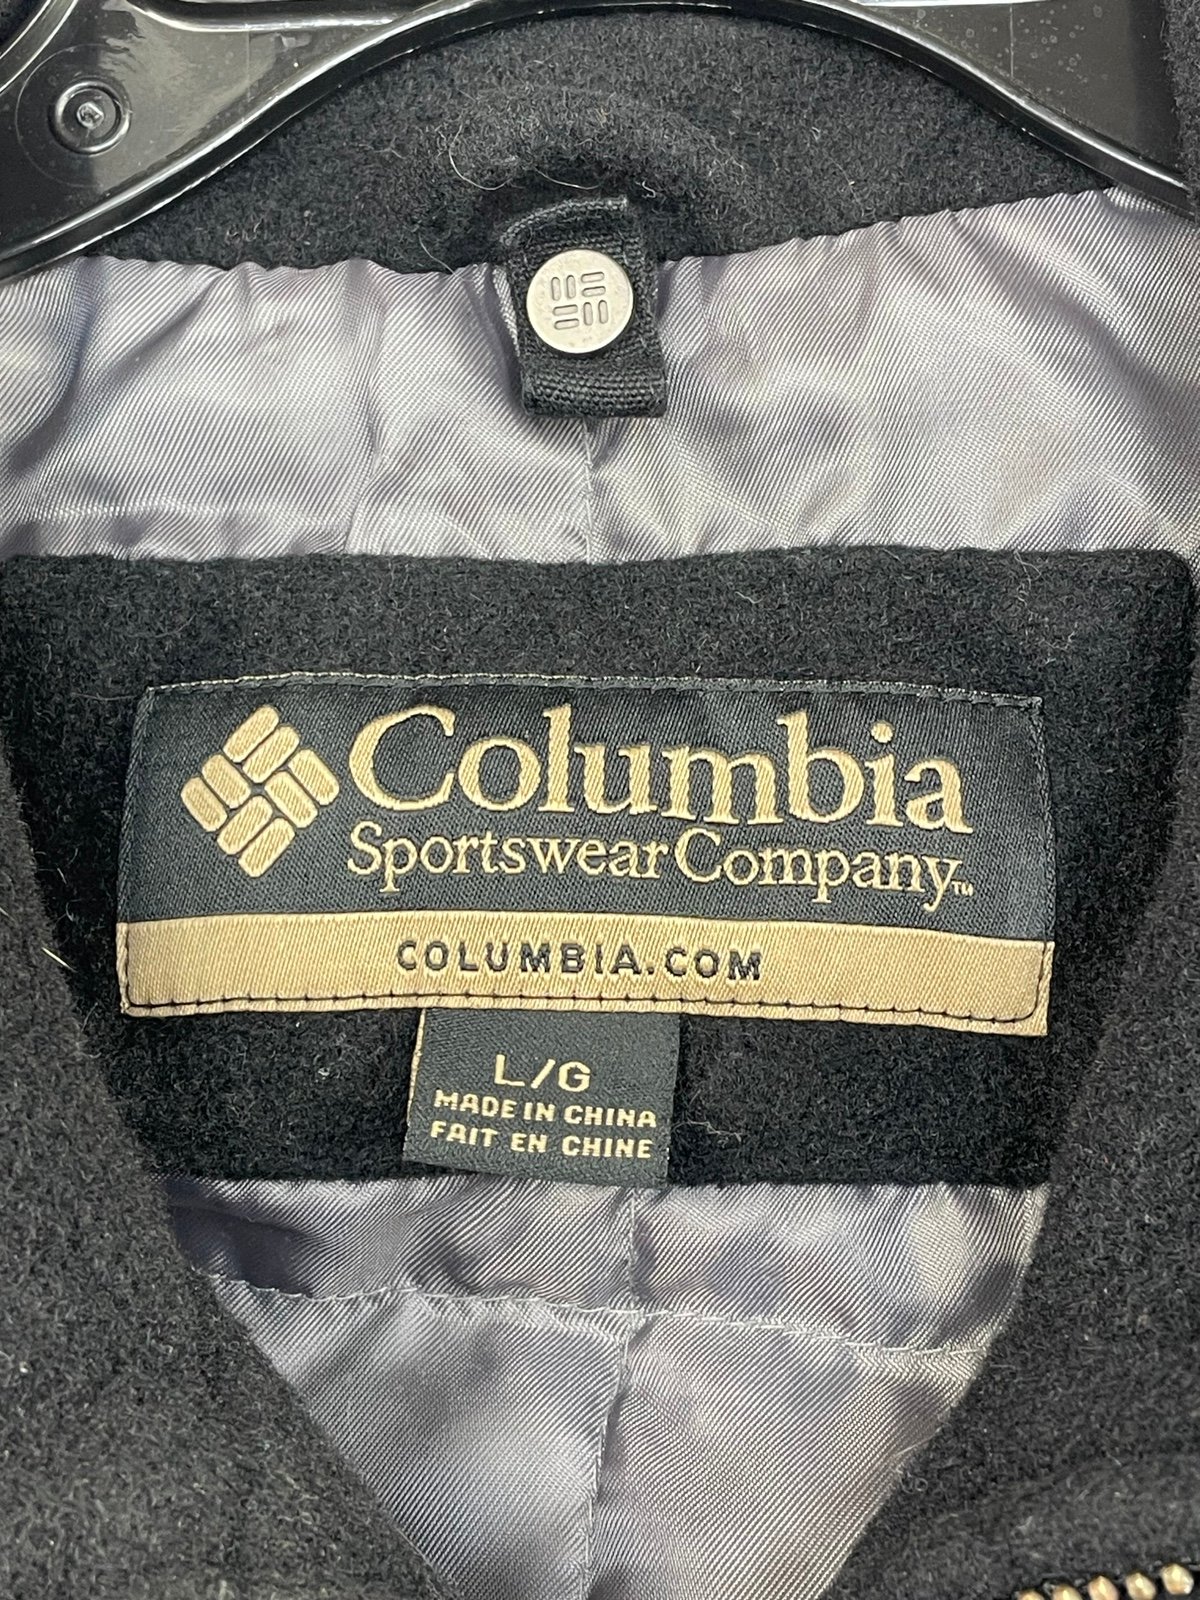 Columbia
Sportswear Company™
COLUMBIA.COM
L/G
MADE IN CHINA
FAIT EN CHINE